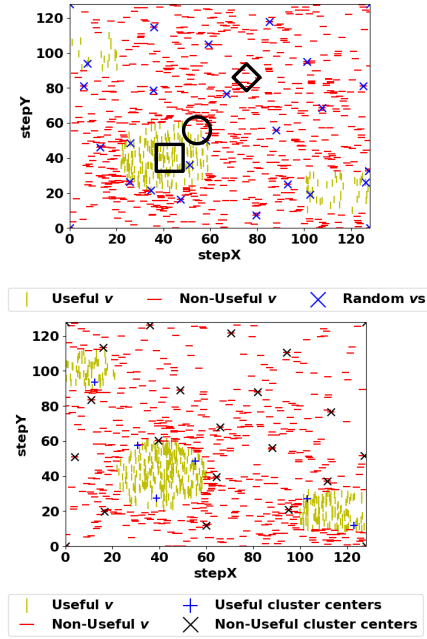 120
100
80
60
40
20
0
stepY
0 20 40 60 80 100 120
stepX
Useful v Non-Useful v Random vs
120
100
80
60
40
20
0
stepY
0 20 40 60 80 100 120
stepX
Useful v Useful cluster centers
Non-Useful v Non-Useful cluster centers